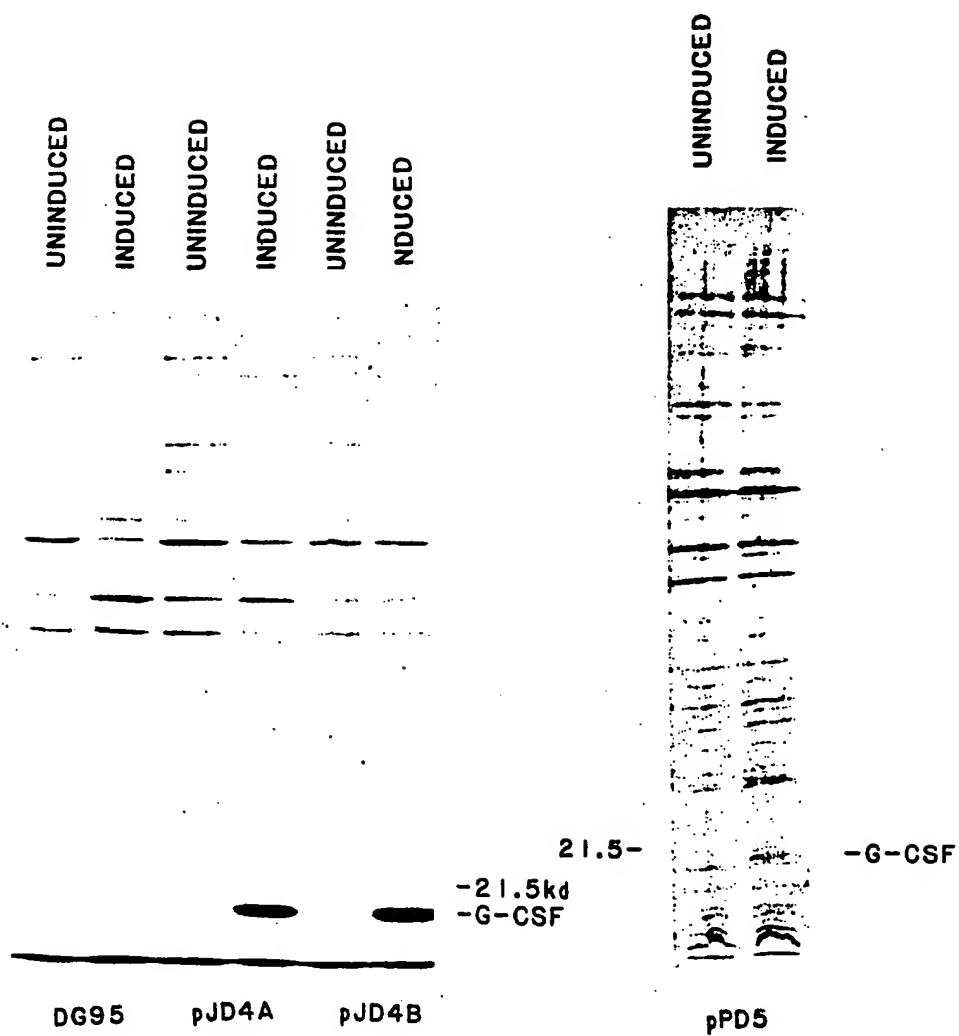 UNINDUCED
INDUCED
UNINDUCED
INDUCED
UNINDUCED
NDUCED
UNINDUCED
INDUCED
21.5-
-G-CSF
-21.5kd
-G-CSF
DG95
pJD4A
pJD4B
pPD5